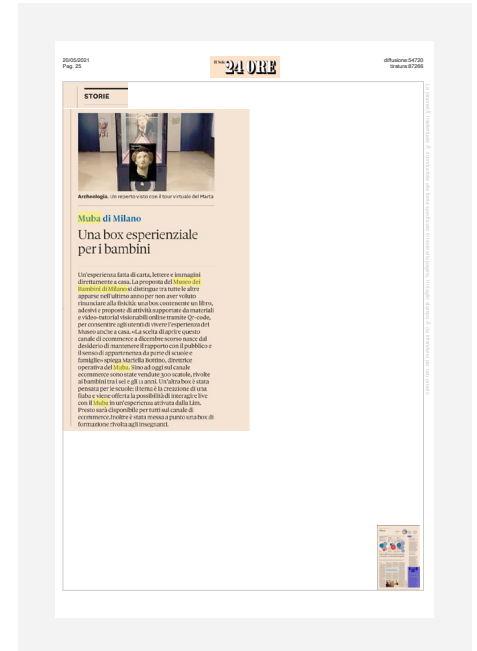 20/05/2021
Pag. 25
Il Sole
24 ORE
diffusione:54720
tiratura:87266
STORIE
Archeologia. Un reperto visto con il tour virtuale del Marta
Muba di Milano
Una box esperienziale
per i bambini
Un'esperienza fatta di carta, lettere e immagini
direttamente a casa. La proposta del Museo dei
Bambini di Milano si distingue tra tutte le altre
apparse nell'ultimo anno per non aver voluto
rinunciare alla fisicità: una box contenente un libro,
adesivi e proposte di attività supportate da materiali
e video-tutorial visionabili online tramite Qr-code,
per consentire agli utenti di vivere l'esperienza del
Museo anche a casa. «La scelta di aprire questo
canale di ecommerce a dicembre scorso nasce dal
desiderio di mantenere il rapporto con il pubblico e
il senso di appartenenza da parte di scuole e
famiglie» spiega Mariella Bottino, direttrice
operativa del Muba. Sino ad oggi sul canale
ecommerce sono state vendute 300 scatole, rivolte
ai bambini tra i sei e gli 11 anni. Un'altra box è stata
pensata per le scuole: il tema è la creazione di una
fiaba e viene offerta la possibilità di interagire live
con il Muba in un'esperienza attivata dalla Lim.
Presto sarà disponibile per tutti sul canale di
ecommerce. Inoltre è stata messa a punto una box di
formazione rivolta agli insegnanti.